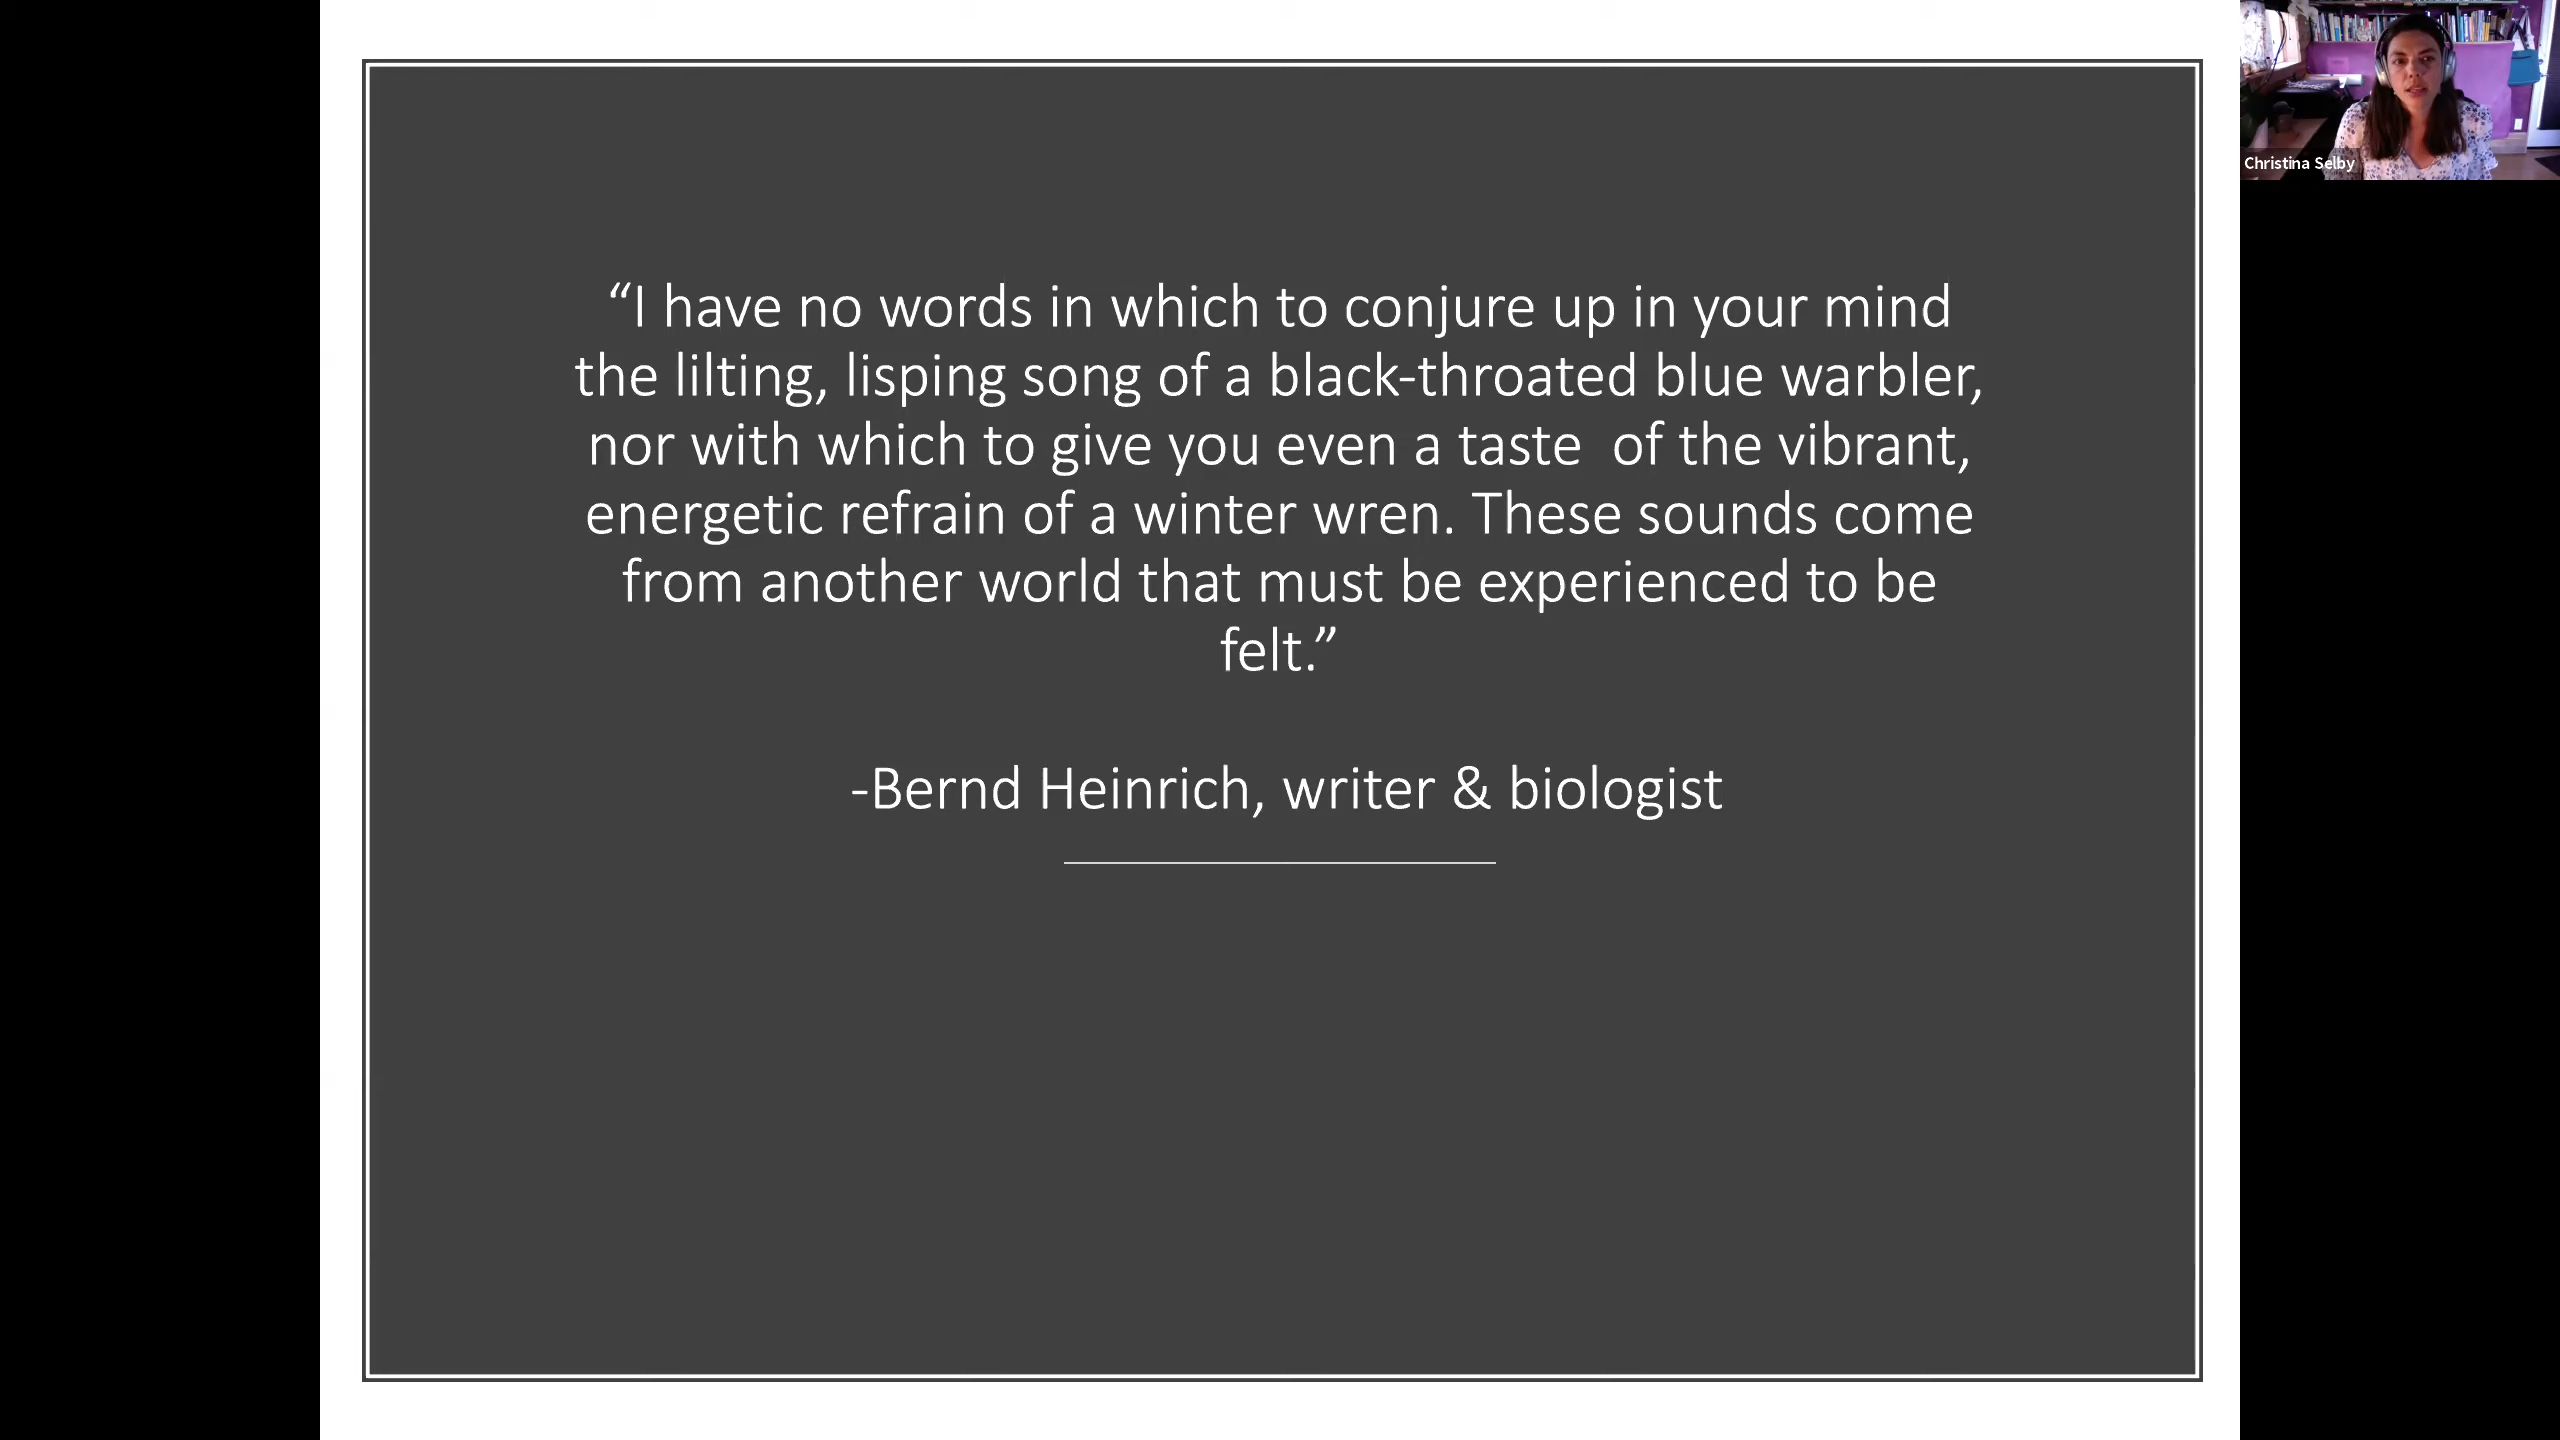 “I have no words in which to conjure up in your mind
the lilting, lisping song of a black-throated blue warbler,
nor with which to give you even a taste  of the vibrant,
energetic refrain of a winter wren. These sounds come
from another world that must be experienced to be
felt.”
-Bernd Heinrich, writer & biologist
Christina Selby